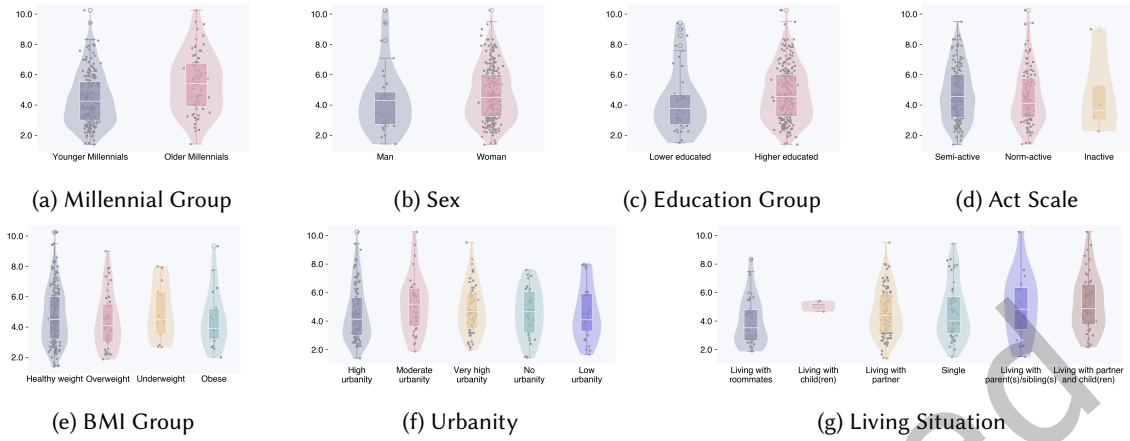 10.0
8.0
6.0
4.0
2.0
Younger Millennials Older Millennials
(a) Millennial Group
10.0
8.0
6.0
4.0
2.0
Man Woman
(b) Sex
10.0
8.0
6.0
4.0
2.0
Lower educated Higher educated
(c) Education Group
10.0
8.0
6.0
4.0
2.0
Semi-active Norm-active Inactive
(d) Act Scale
10.0
8.0
6.0
4.0
2.0
Healthy weight Overweight Underweight Obese
(e) BMI Group
10.0
8.0
6.0
4.0
2.0
High Moderate Very high No Low
urbanity urbanity urbanity urbanity urbanity
(f) Urbanity
10.0
8.0
6.0
4.0
2.0
Living with Living with Living with Single Living with Living with partner
roommates child(ren) partner parent(s)/sibling(s) and child(ren)
(g) Living Situation